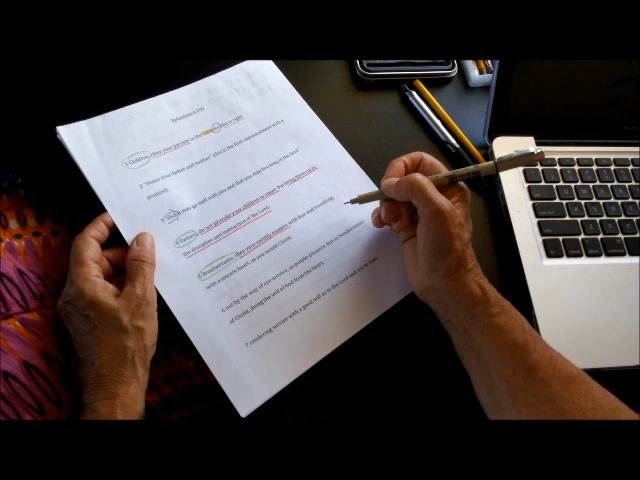 Ephesians 6 ESV
1 Children, obey your parents in the Lord, for this is right.
2 "Honor your father and mother" (this is the first commandment with a
promise),
3 "that it may go well with you and that you may live long in the land."
4 Fathers, do not provoke your children to anger, but bring them up in
the discipline and instruction of the Lord.
5 Bondservants, obey your earthly masters with fear and trembling,
with a sincere heart, as you would Christ,
6 not by the way of eye-service, as people-pleasers, but as bondservants
of Christ, doing the will of God from the heart,
7 rendering service with a good will as to the Lord and not to man,